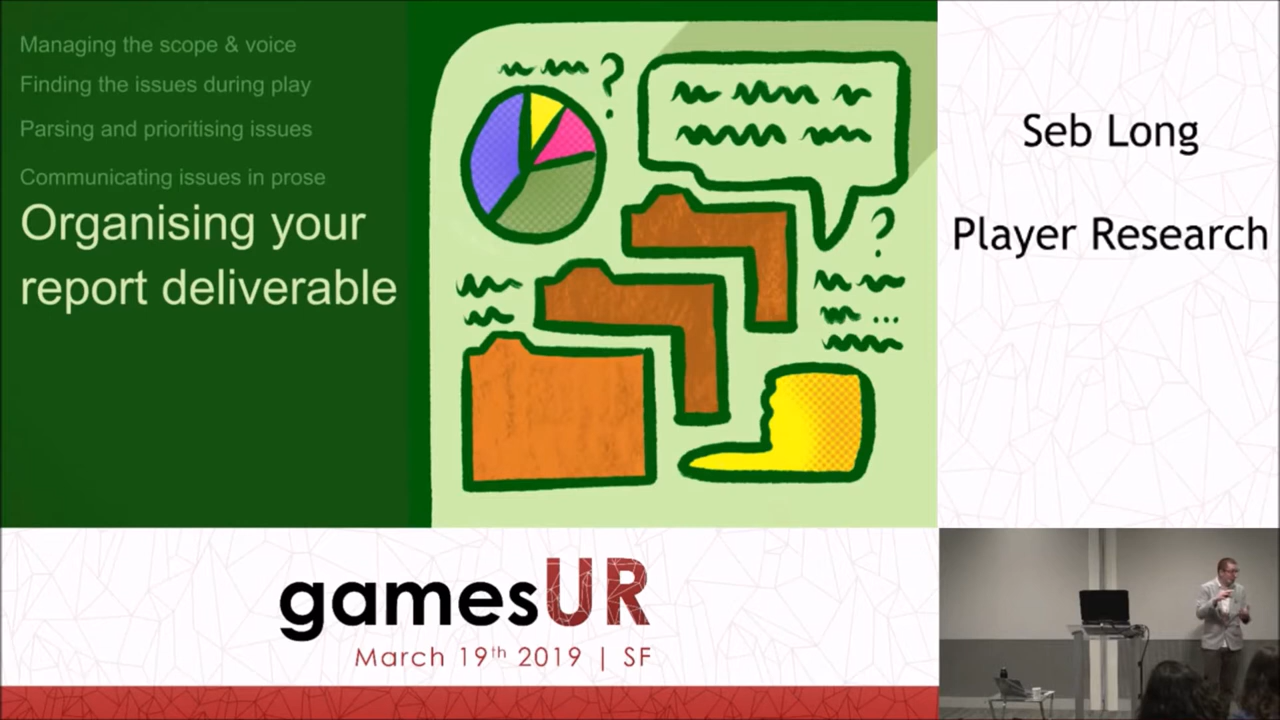 Managing the scope & voice
Finding the issues during play
Parsing and prioritising issues
Communicating issues in prose
Organising your
report deliverable
?
?
...
Seb Long
Player Research
gamesUR
March 19th 2019 | SF